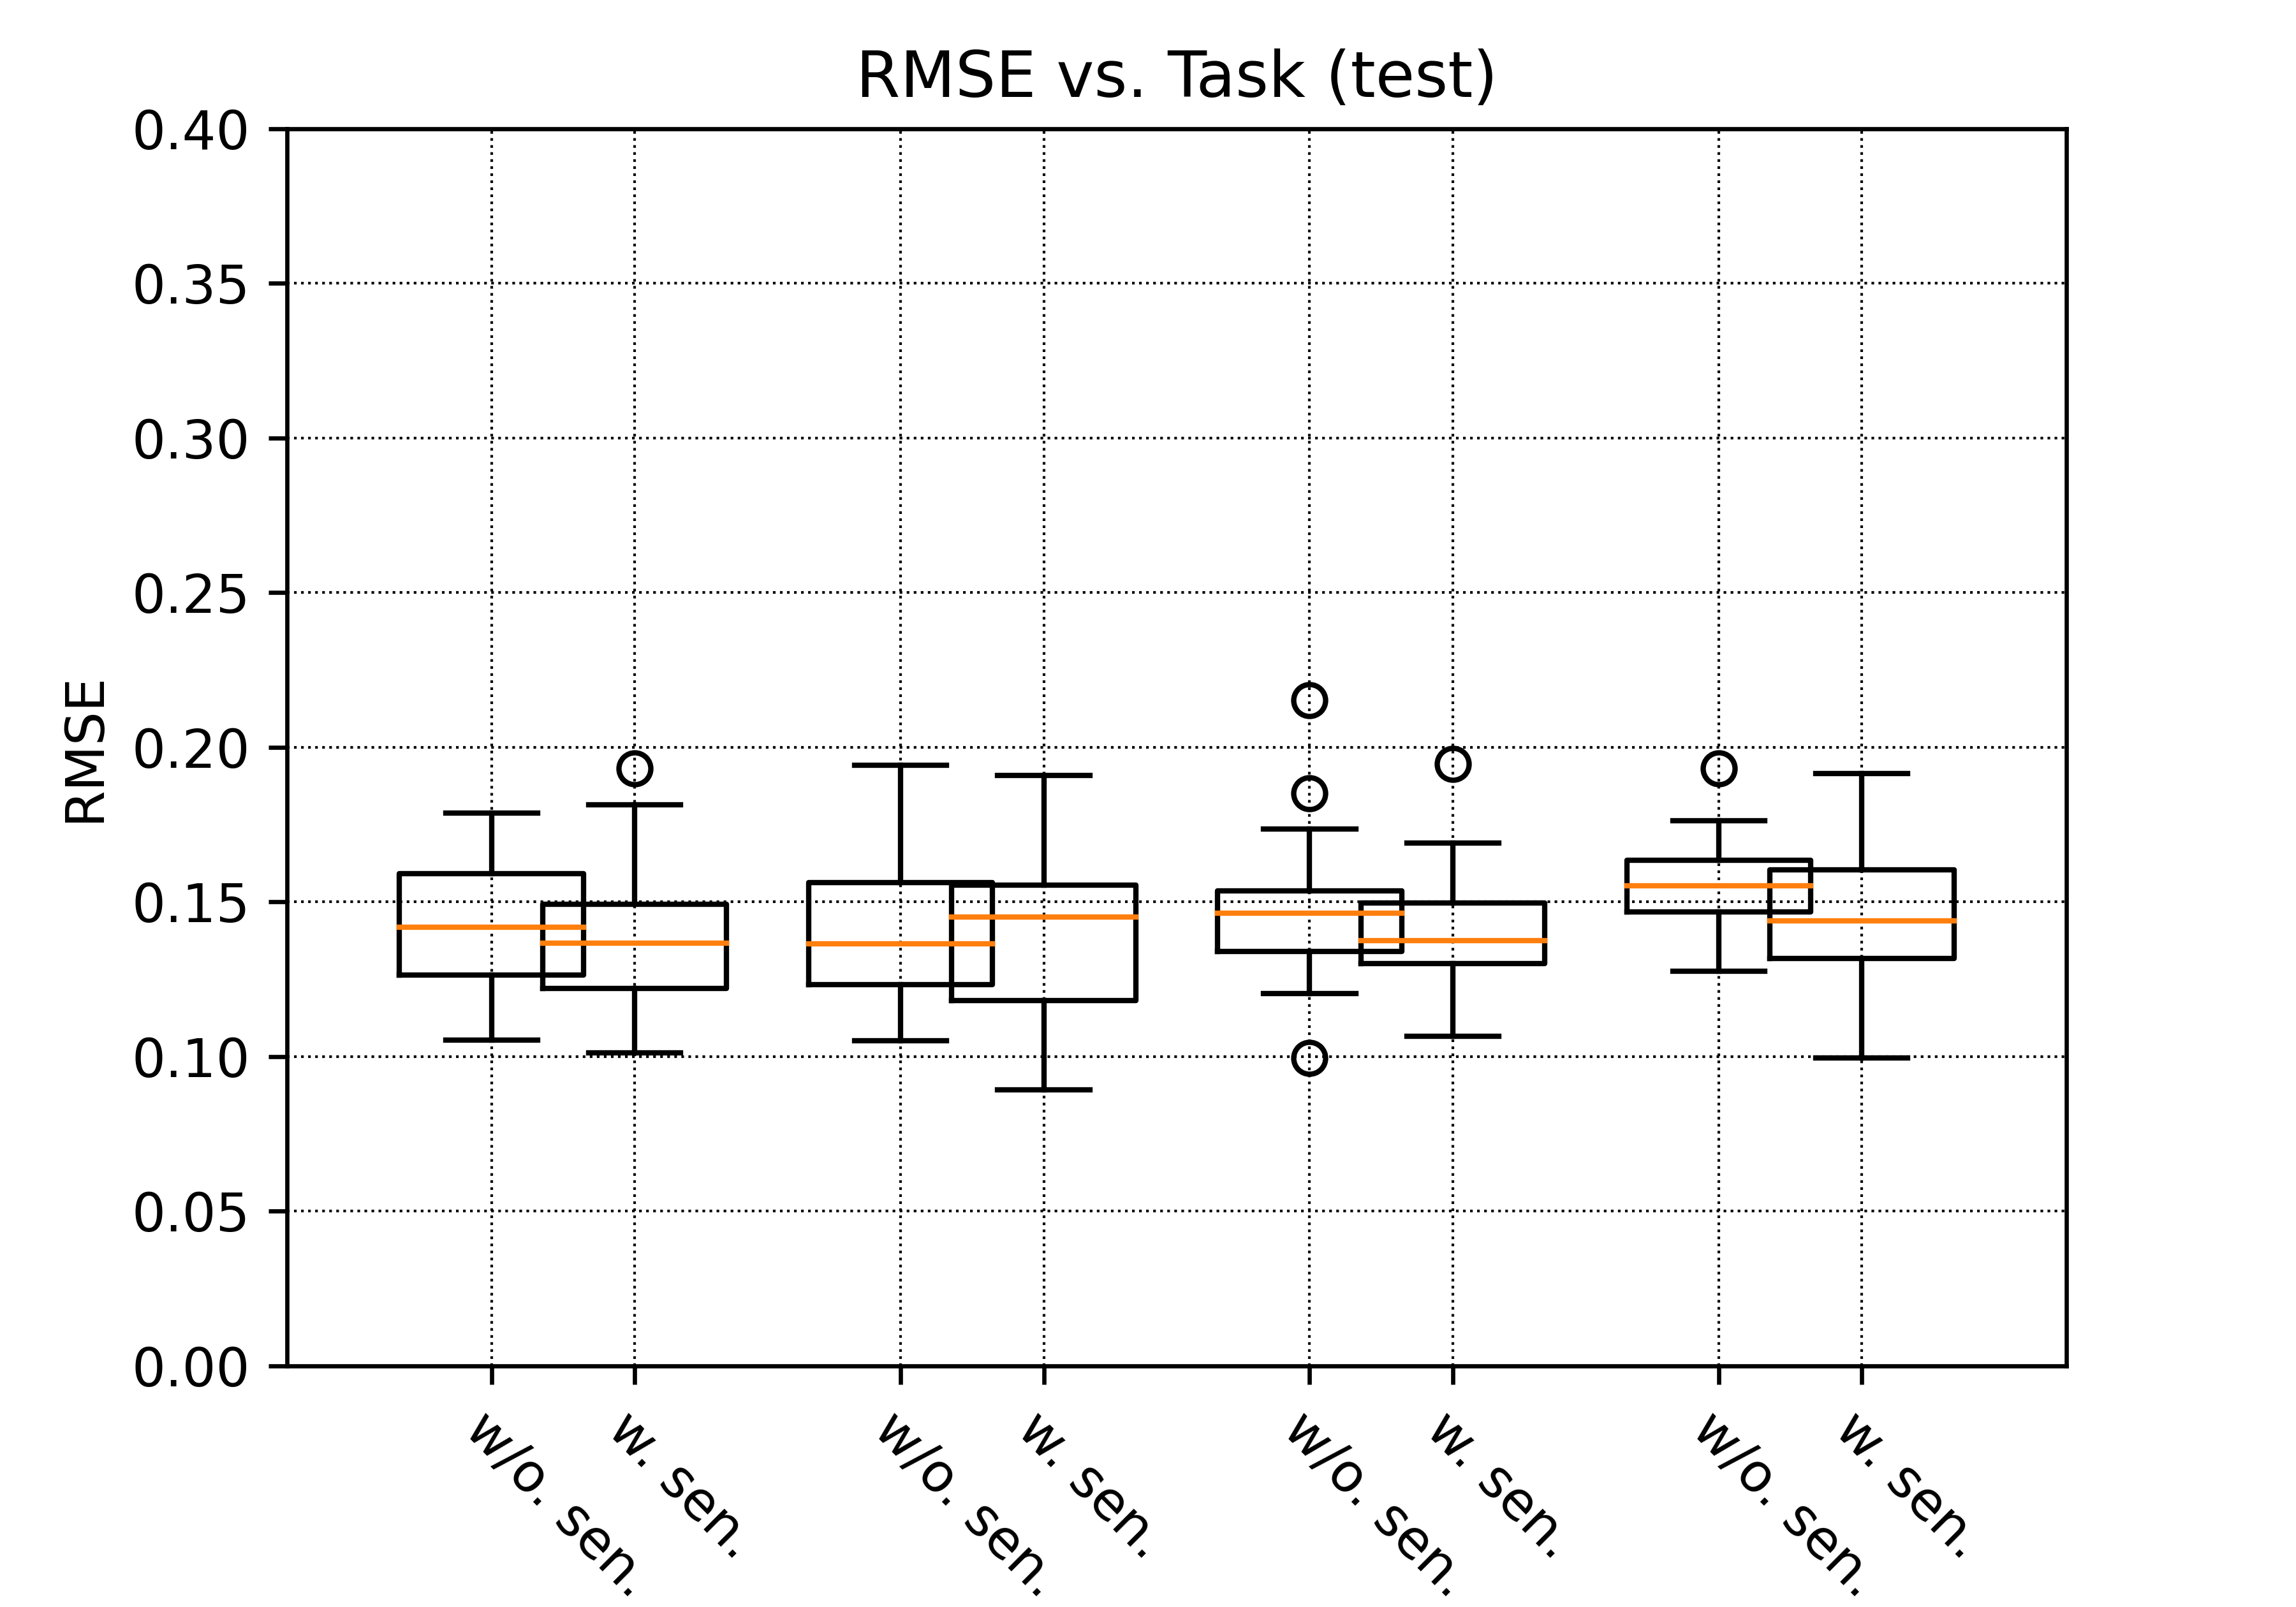 RMSE vs. Task (test)
0.40
0.35
0.30
0.25
0.20
0.15
0.10
0.05
0.00
RMSE
w/o. sen.
w. sen.
w/o. sen.
w. sen.
w/o. sen.
w. sen.
w/o. sen.
w. sen.